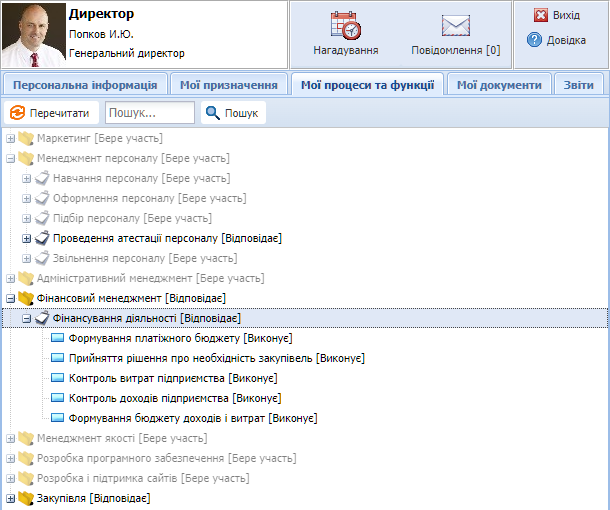 Директор
Попков И.Ю.
Генеральний директор
Нагадування
Повідомлення [0]
Вихід
Довідка
Персональна інформація
Мої призначення
Мої процеси та функції
Мої документи
Звіти
Перечитати
Пошук...
Пошук
Маркетинг [Бере участь]
Менеджмент персоналу [Бере участь]
Навчання персоналу [Бере участь]
Оформлення персоналу [Бере участь]
Підбір персоналу [Бере участь]
Проведення атестації персоналу [Відповідає]
Звільнення персоналу [Бере участь]
Адміністративний менеджмент [Бере участь]
Фінансовий менеджмент [Відповідає]
Фінансування діяльності [Відповідає]
Формування платіжного бюджету [Виконує]
Прийняття рішення про необхідність закупівель [Виконує]
Контроль витрат підприємства [Виконує]
Контроль доходів підприємства [Виконує]
Формування бюджету доходів і витрат [Виконує]
Менеджмент якості [Бере участь]
Розробка програмного забезпечення [Бере участь]
Розробка і підтримка сайтів [Бере участь]
Закупівля [Відповідає]